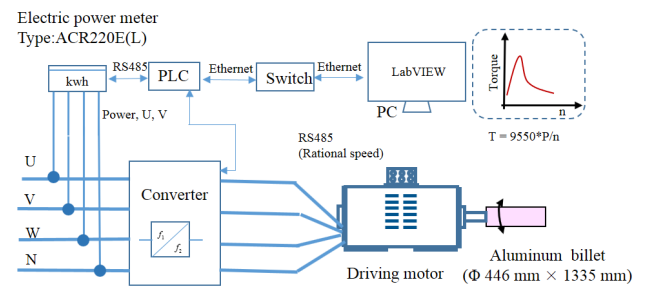 Electric power meter
Type:ACR220E(L)
kwh
RS485
PLC
Ethernet
Switch
Ethernet
LabVIEW
PC
Torque
n
T = 9550*P/n
Power, U, V
RS485
(Rational speed)
U
V
W
N
Converter
f₁
f₂
Driving motor
Aluminum billet
(Φ 446 mm × 1335 mm)